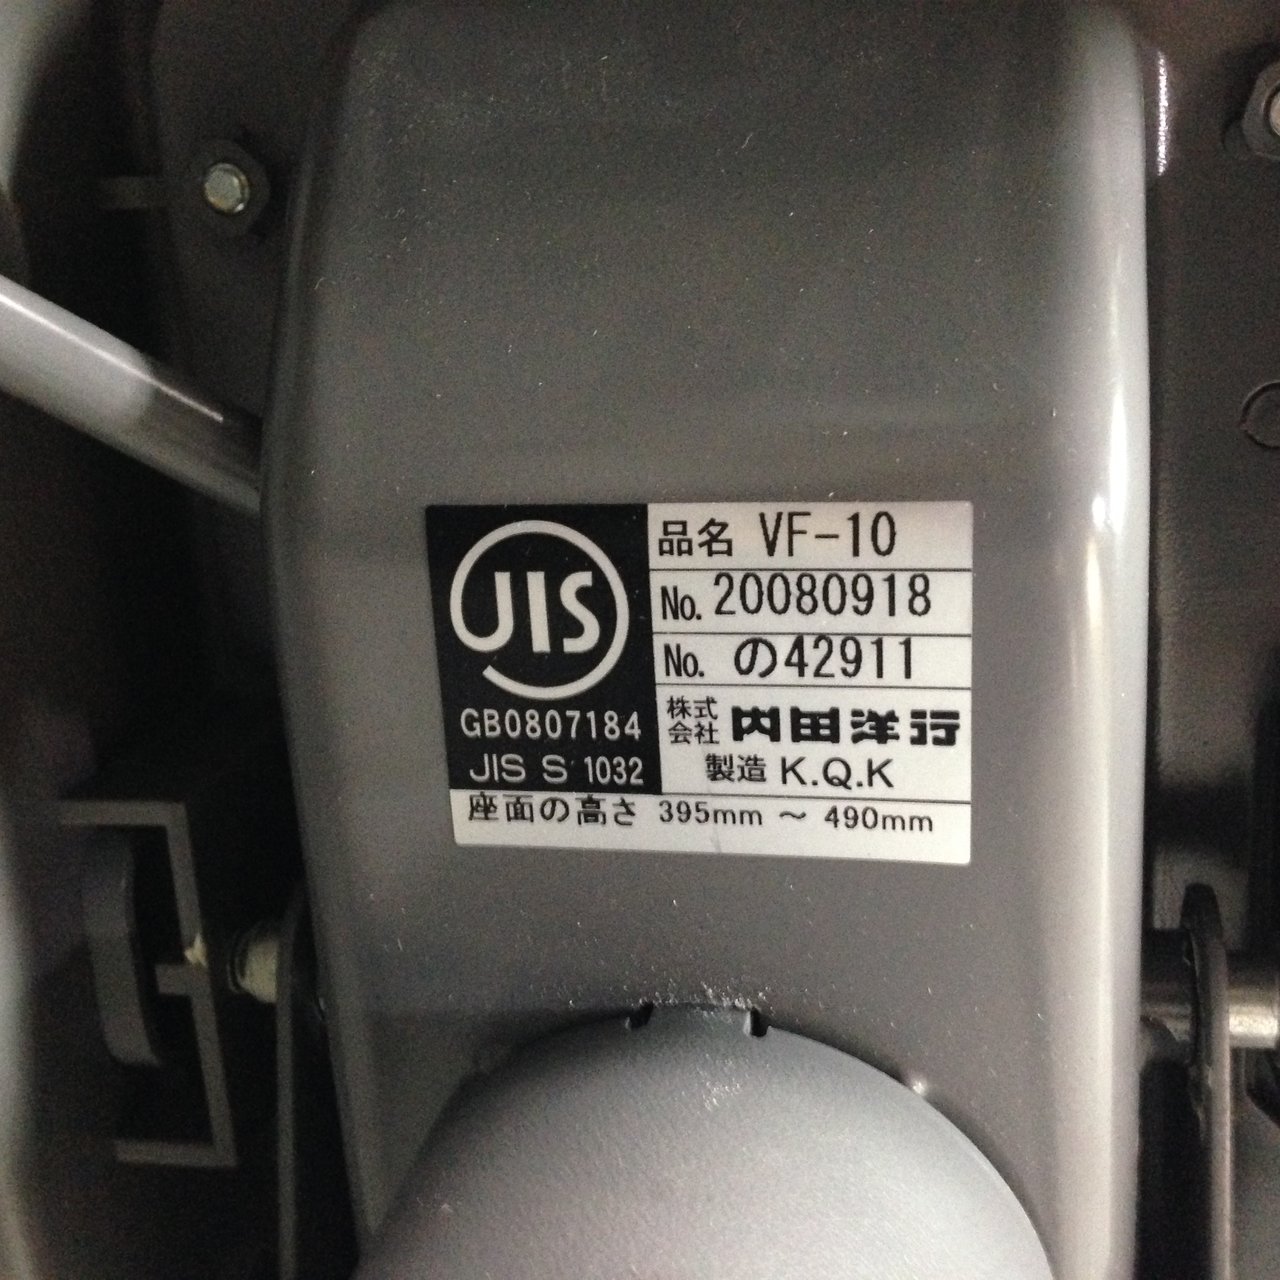 JIS
GB0807184
JIS S 1032
品名 VF-10
No. 20080918
No. の42911
株式会社 内田洋行
製造 K.Q.K
座面の高さ 395mm ～ 490mm